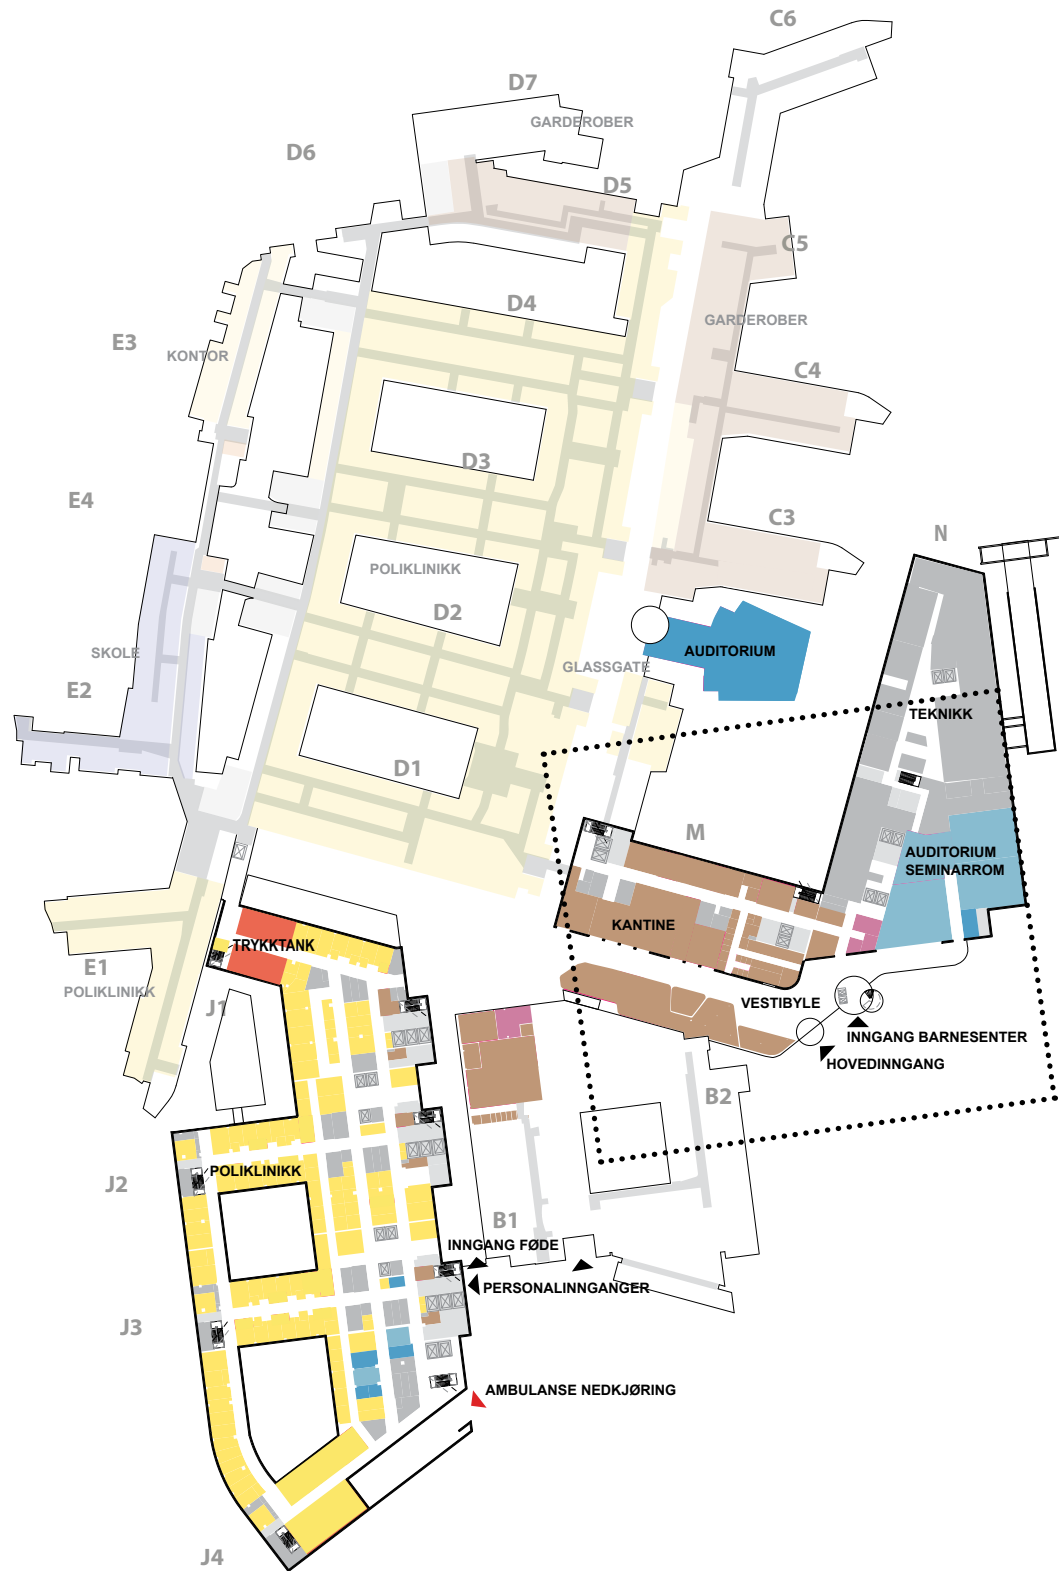 C6
D7
GARDEROBER
D6
D5
C5
D4
GARDEROBER
E3
KONTOR
C4
D3
E4
C3
N
POLIKLINIKK
D2
SKOLE
AUDITORIUM
GLASSGATE
E2
TEKNIKK
D1
M
AUDITORIUM
SEMINARROM
KANTINE
TRYKKTANK
E1
POLIKLINIKK
J1
VESTIBYLE
INNGANG BARNESENTER
HOVEDINNGANG
B2
POLIKLINIKK
J2
B1
INNGANG FØDE
PERSONALINNGANGER
J3
AMBULANSE NEDKJØRING
J4